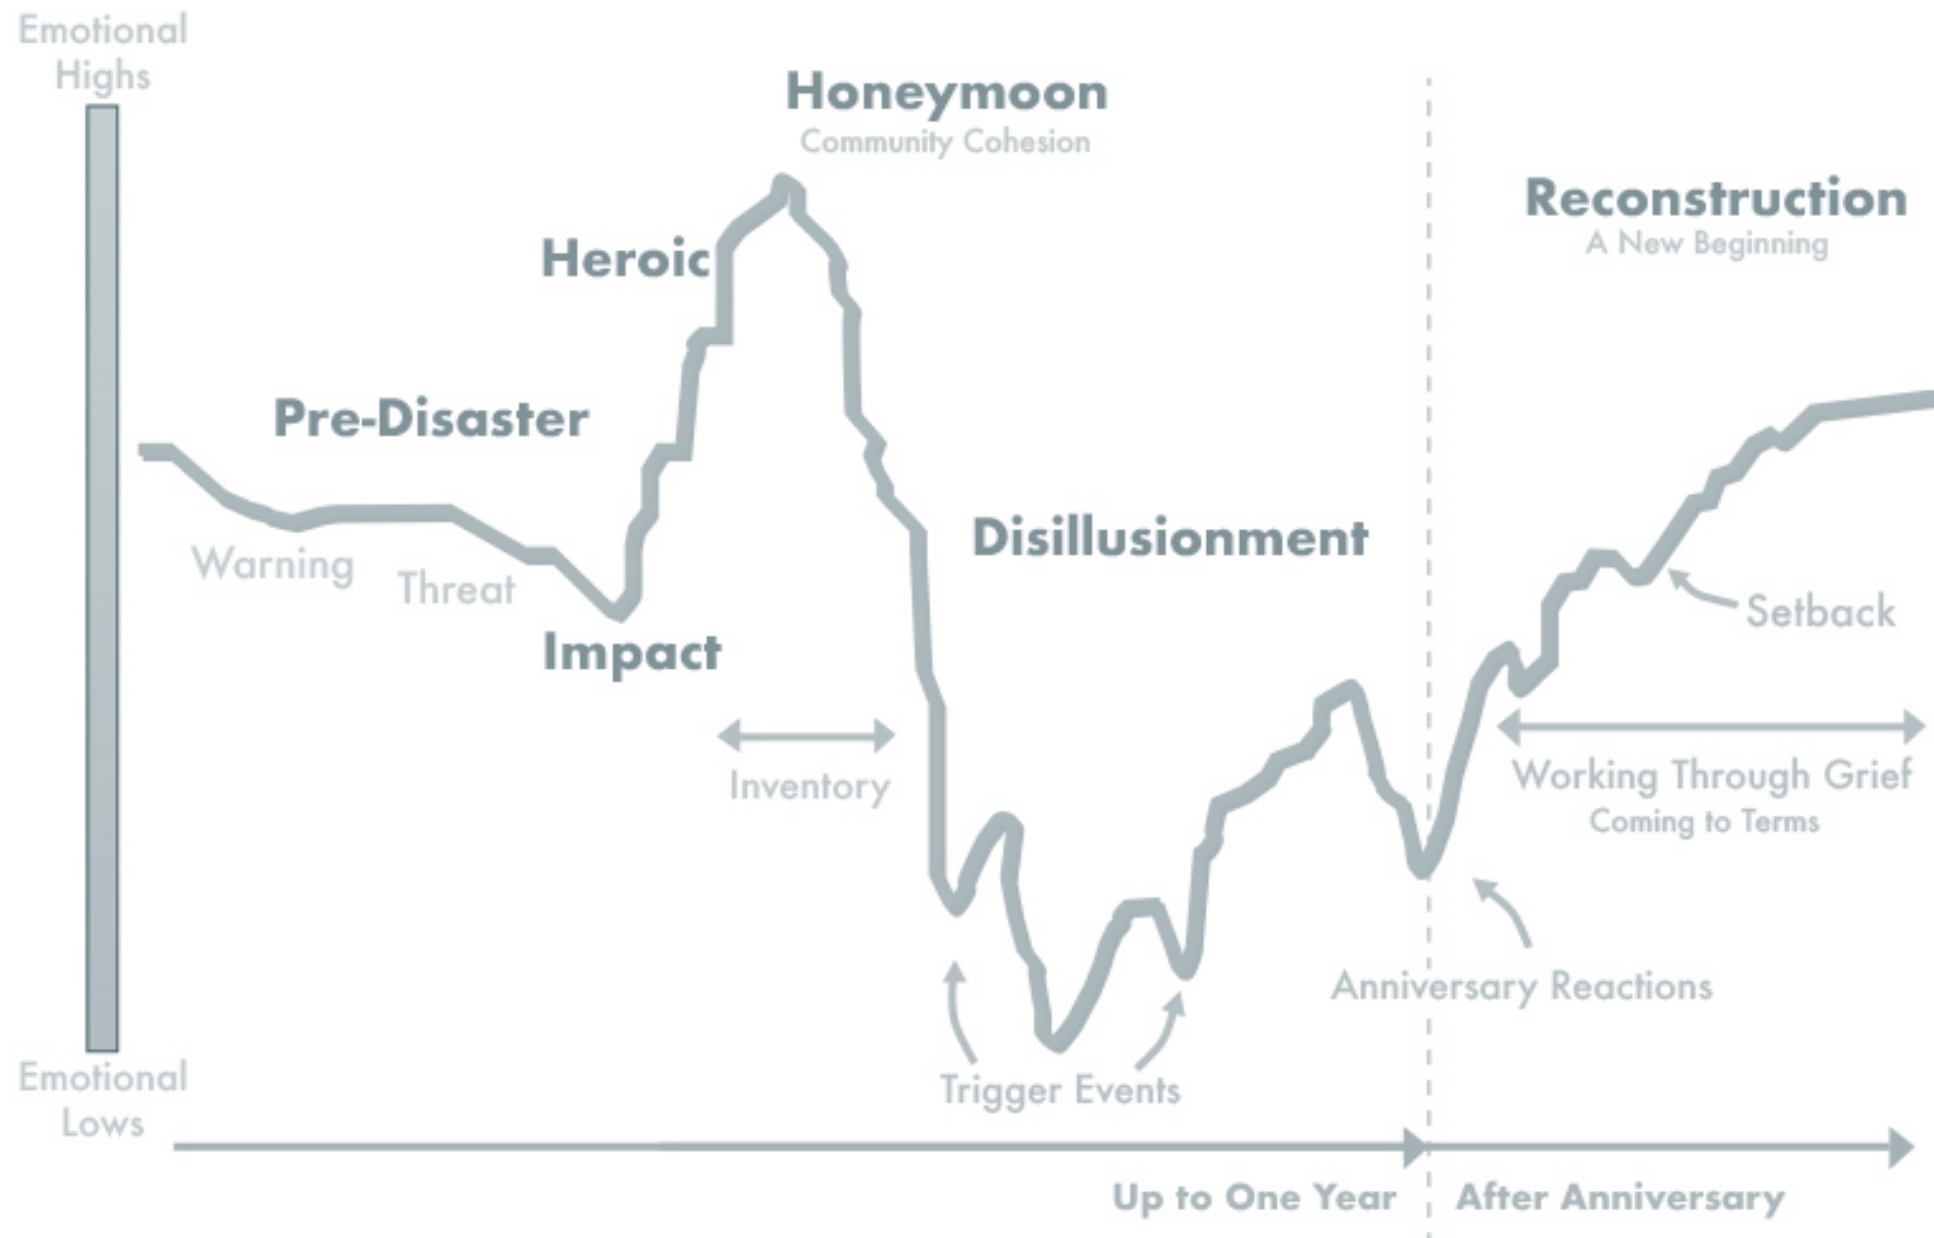 Emotional
Highs
Honeymoon
Community Cohesion
Reconstruction
A New Beginning
Heroic
Pre-Disaster
Disillusionment
Warning
Threat
Setback
Impact
Inventory
Working Through Grief
Coming to Terms
Anniversary Reactions
Trigger Events
Emotional
Lows
Up to One Year
After Anniversary